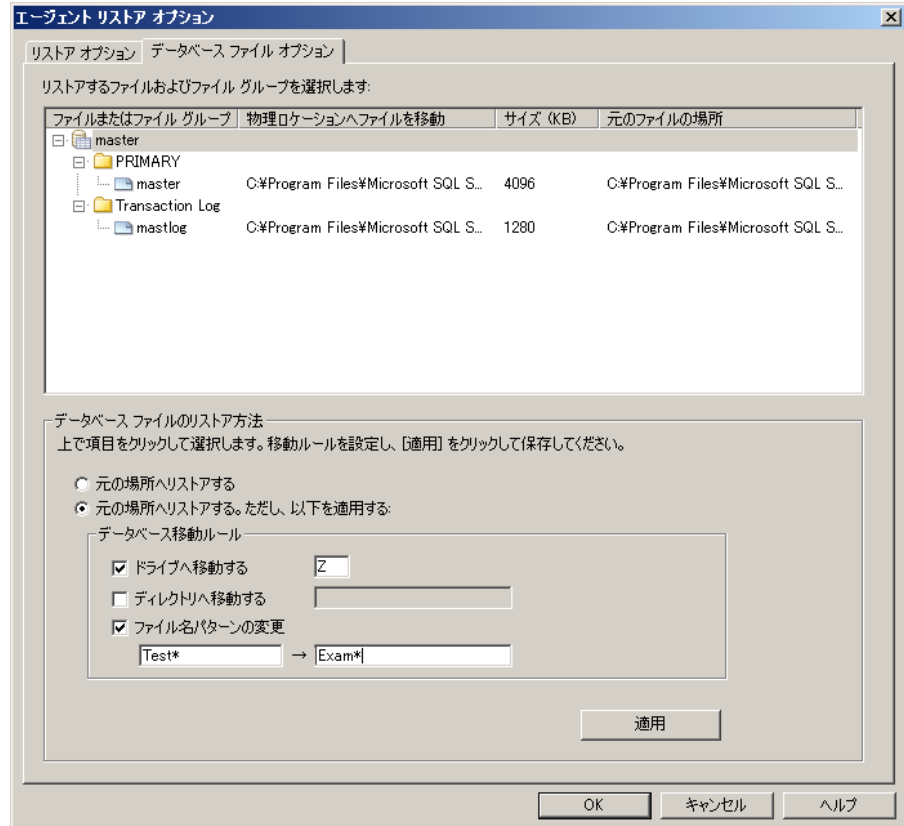 エージェント リストア オプション
リストア オプション データベース ファイル オプション
リストアするファイルおよびファイル グループを選択します:
ファイルまたはファイル グループ 物理ロケーションへファイルを移動 サイズ (KB) 元のファイルの場所
master
PRIMARY
master C:¥Program Files¥Microsoft SQL S... 4096 C:¥Program Files¥Microsoft SQL S...
Transaction Log
mastlog C:¥Program Files¥Microsoft SQL S... 1280 C:¥Program Files¥Microsoft SQL S...
データベース ファイルのリストア方法
上で項目をクリックして選択します。移動ルールを設定し、[適用] をクリックして保存してください。
元の場所へリストアする
元の場所へリストアする。ただし、以下を適用する:
データベース移動ルール
ドライブへ移動する Z
ディレクトリへ移動する
ファイル名パターンの変更
Test* → Exam*
適用
OK キャンセル ヘルプ